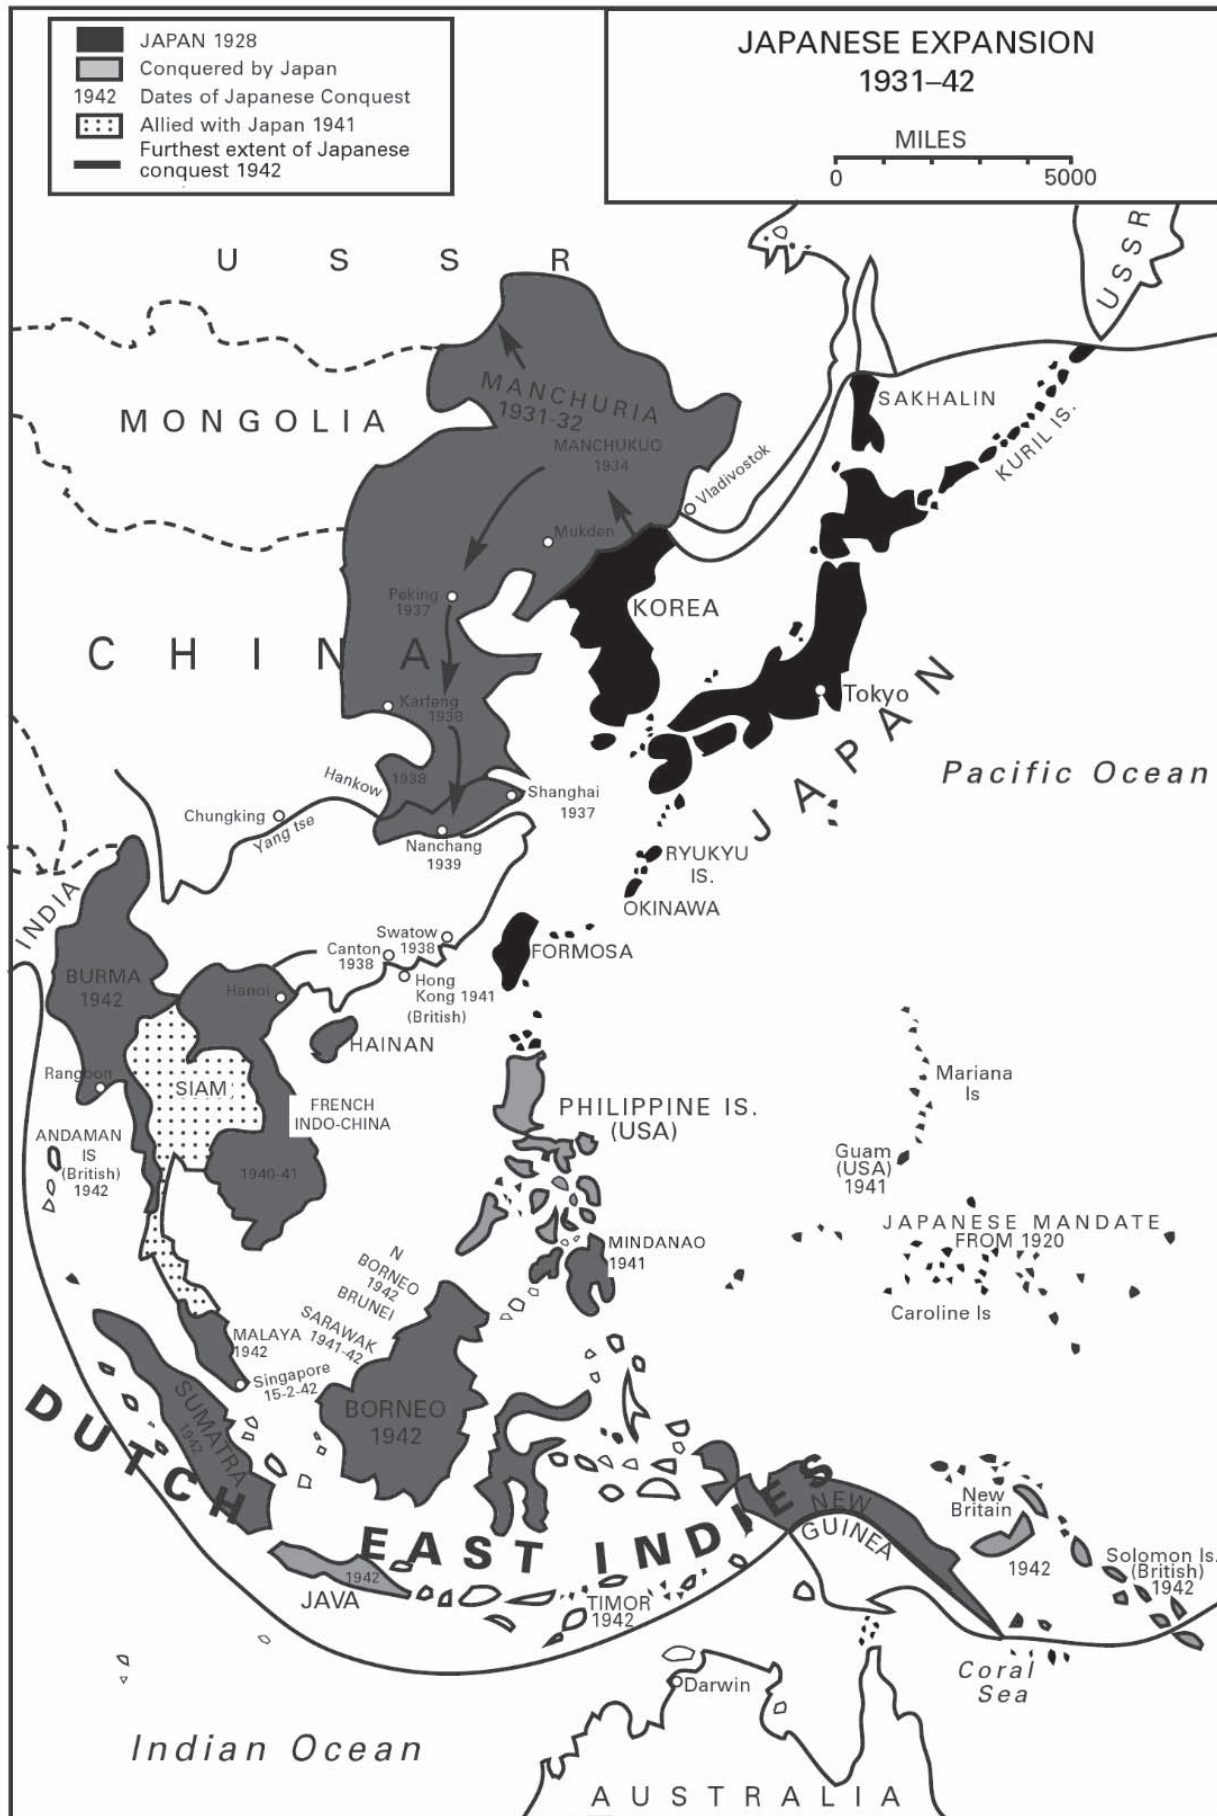 JAPAN 1928
Conquered by Japan
1942 Dates of Japanese Conquest
Allied with Japan 1941
Furthest extent of Japanese
conquest 1942
JAPANESE EXPANSION
1931–42
MILES
0 5000
U S S R
USSR
MONGOLIA
MANCHURIA
1931-32
MANCHUKUO
1934
SAKHALIN
KURIL IS.
Vladivostok
Mukden
Peking
1937
KOREA
CHINA
Karfeng
1938
Tokyo
JAPAN
Pacific Ocean
Hankow
1938
Shanghai
1937
Chungking
Yang tse
Nanchang
1939
RYUKYU
IS.
OKINAWA
INDIA
Swatow
1938
Canton
1938
FORMOSA
BURMA
1942
Hanoi
Hong
Kong 1941
(British)
HAINAN
Rangoon
SIAM
FRENCH
INDO-CHINA
PHILIPPINE IS.
(USA)
Mariana
Is
ANDAMAN
IS
(British)
1942
1940-41
Guam
(USA)
1941
JAPANESE MANDATE
FROM 1920
MINDANAO
1941
N
BORNEO
1942
BRUNEI
SARAWAK
1941-42
Caroline Is
MALAYA
1942
Singapore
15-2-42
SUMATRA
1942
BORNEO
1942
DUTCH EAST INDIES
NEW
GUINEA
New
Britain
1942
Solomon Is.
(British)
1942
1942
JAVA
TIMOR
1942
Coral
Sea
Darwin
Indian Ocean
AUSTRALIA